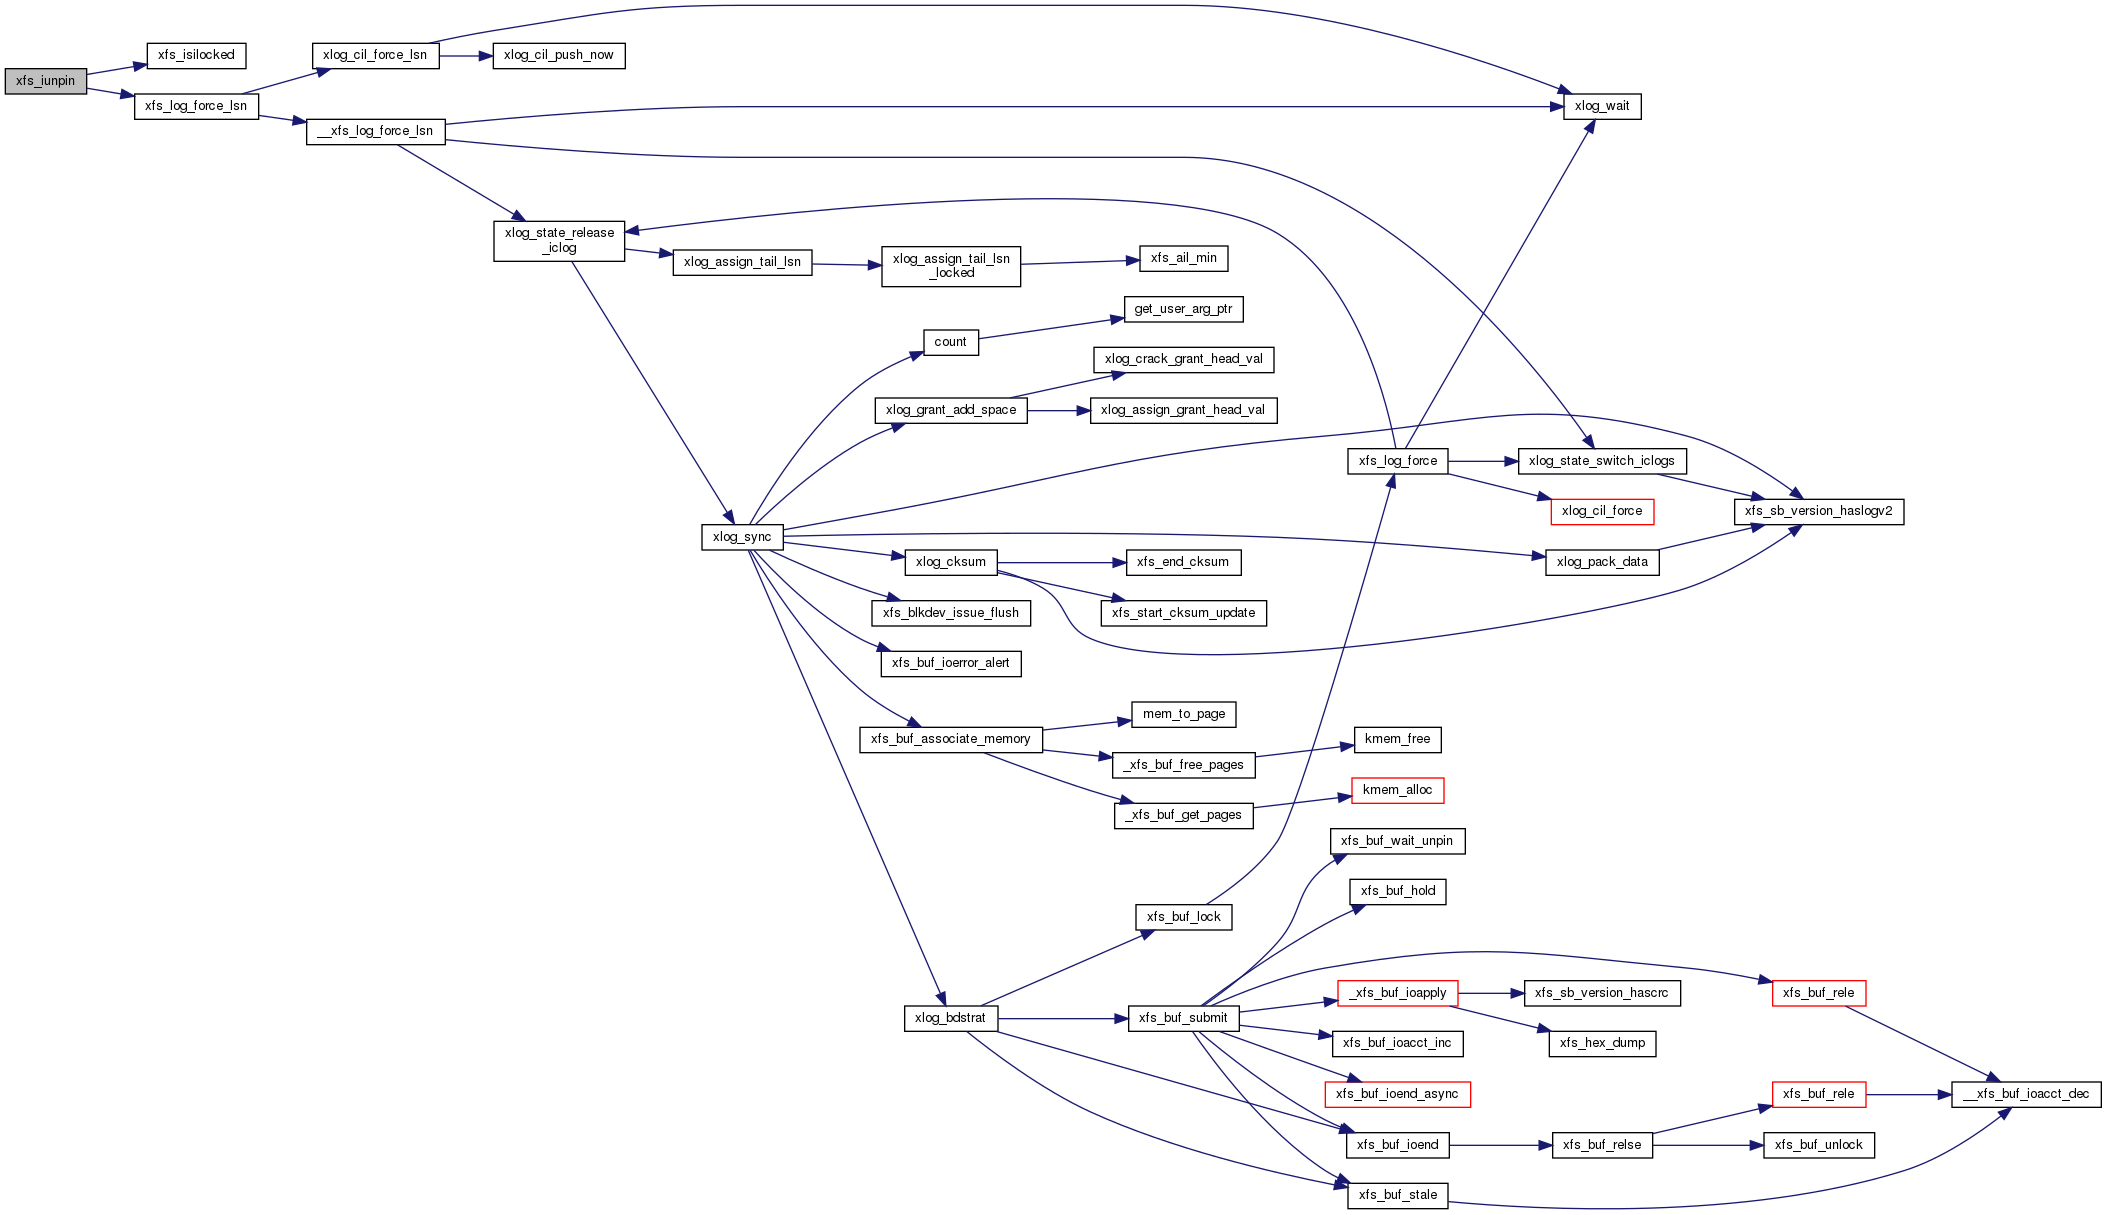 xfs_iunpin
xfs_isilocked
xfs_log_force_lsn
xlog_cil_force_lsn
__xfs_log_force_lsn
xlog_cil_push_now
xlog_wait
xlog_state_release
_iclog
xlog_assign_tail_lsn
xlog_assign_tail_lsn
_locked
xfs_ail_min
get_user_arg_ptr
count
xlog_crack_grant_head_val
xlog_grant_add_space
xlog_assign_grant_head_val
xfs_log_force
xlog_state_switch_iclogs
xlog_cil_force
xfs_sb_version_haslogv2
xlog_sync
xlog_cksum
xfs_end_cksum
xlog_pack_data
xfs_blkdev_issue_flush
xfs_start_cksum_update
xfs_buf_ioerror_alert
mem_to_page
xfs_buf_associate_memory
kmem_free
_xfs_buf_free_pages
kmem_alloc
_xfs_buf_get_pages
xfs_buf_wait_unpin
xfs_buf_hold
xfs_buf_lock
_xfs_buf_ioapply
xfs_sb_version_hascrc
xfs_buf_rele
xlog_bdstrat
xfs_buf_submit
xfs_buf_ioacct_inc
xfs_hex_dump
xfs_buf_ioend_async
xfs_buf_rele
__xfs_buf_ioacct_dec
xfs_buf_ioend
xfs_buf_relse
xfs_buf_unlock
xfs_buf_stale